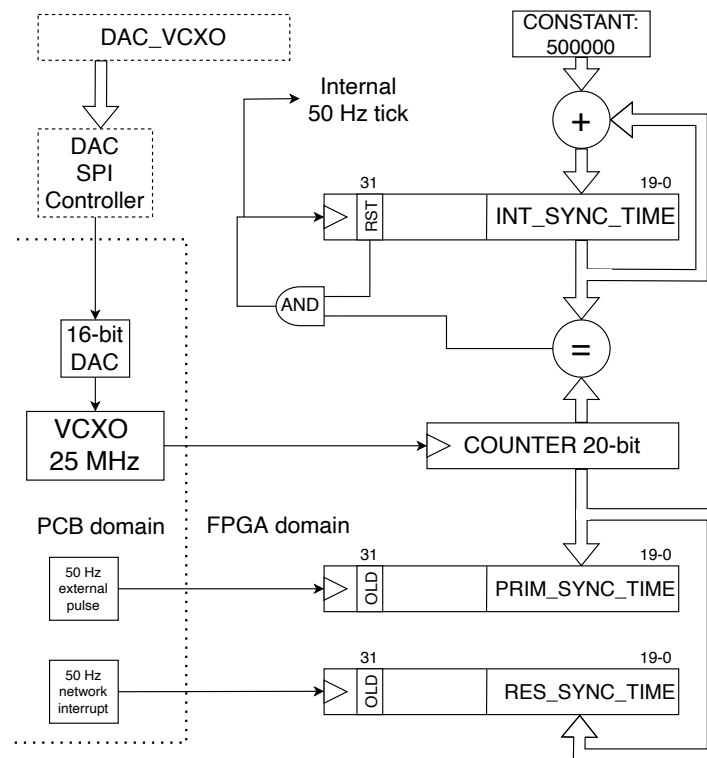 DAC_VCXO
CONSTANT:
500000
Internal
50 Hz tick
+
DAC
SPI
Controller
31
19-0
RST
INT_SYNC_TIME
AND
16-bit
DAC
=
VCXO
25 MHz
COUNTER 20-bit
PCB domain
FPGA domain
31
19-0
50 Hz
external
pulse
OLD
PRIM_SYNC_TIME
31
19-0
50 Hz
network
interrupt
OLD
RES_SYNC_TIME